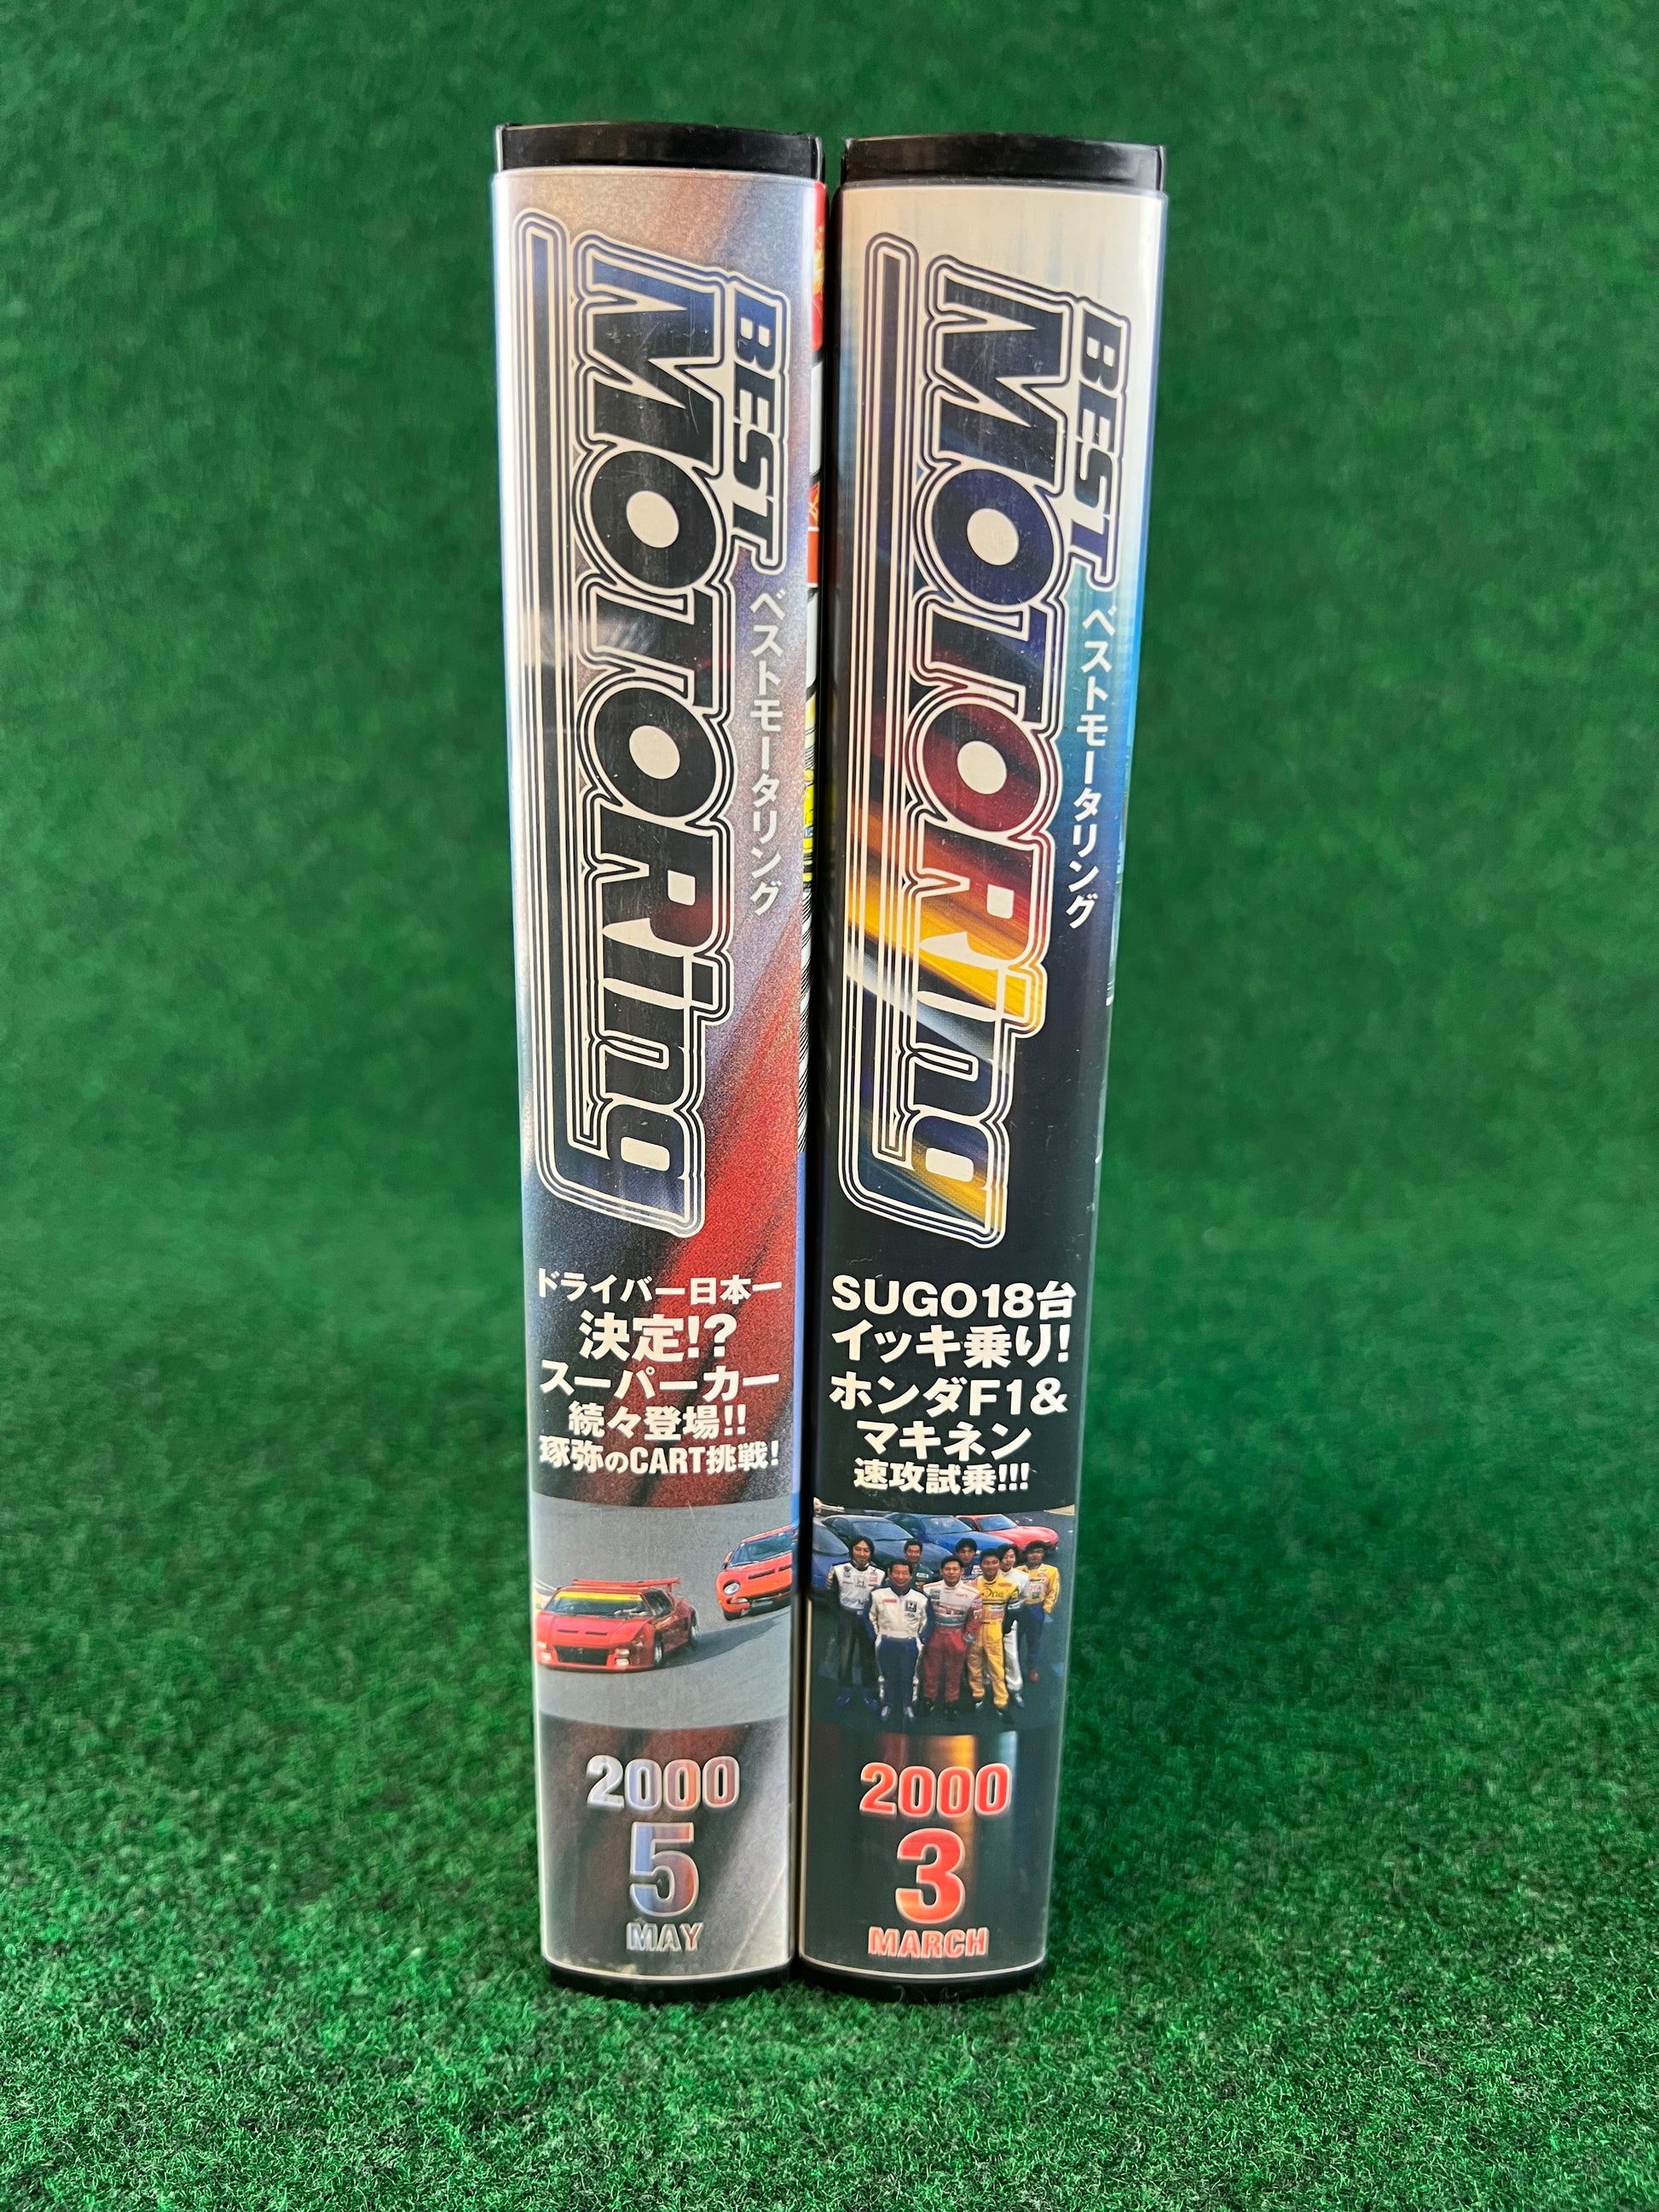 BEST
MOTORing
ベストモータリング
ドライバー日本一
決定!?
スーパーカー
続々登場!!
琢弥のCART挑戦!
2000
5
MAY
BEST
MOTORing
ベストモータリング
SUGO18台
イッキ乗り!
ホンダF1&
マキネン
速攻試乗!!!
2000
3
MARCH